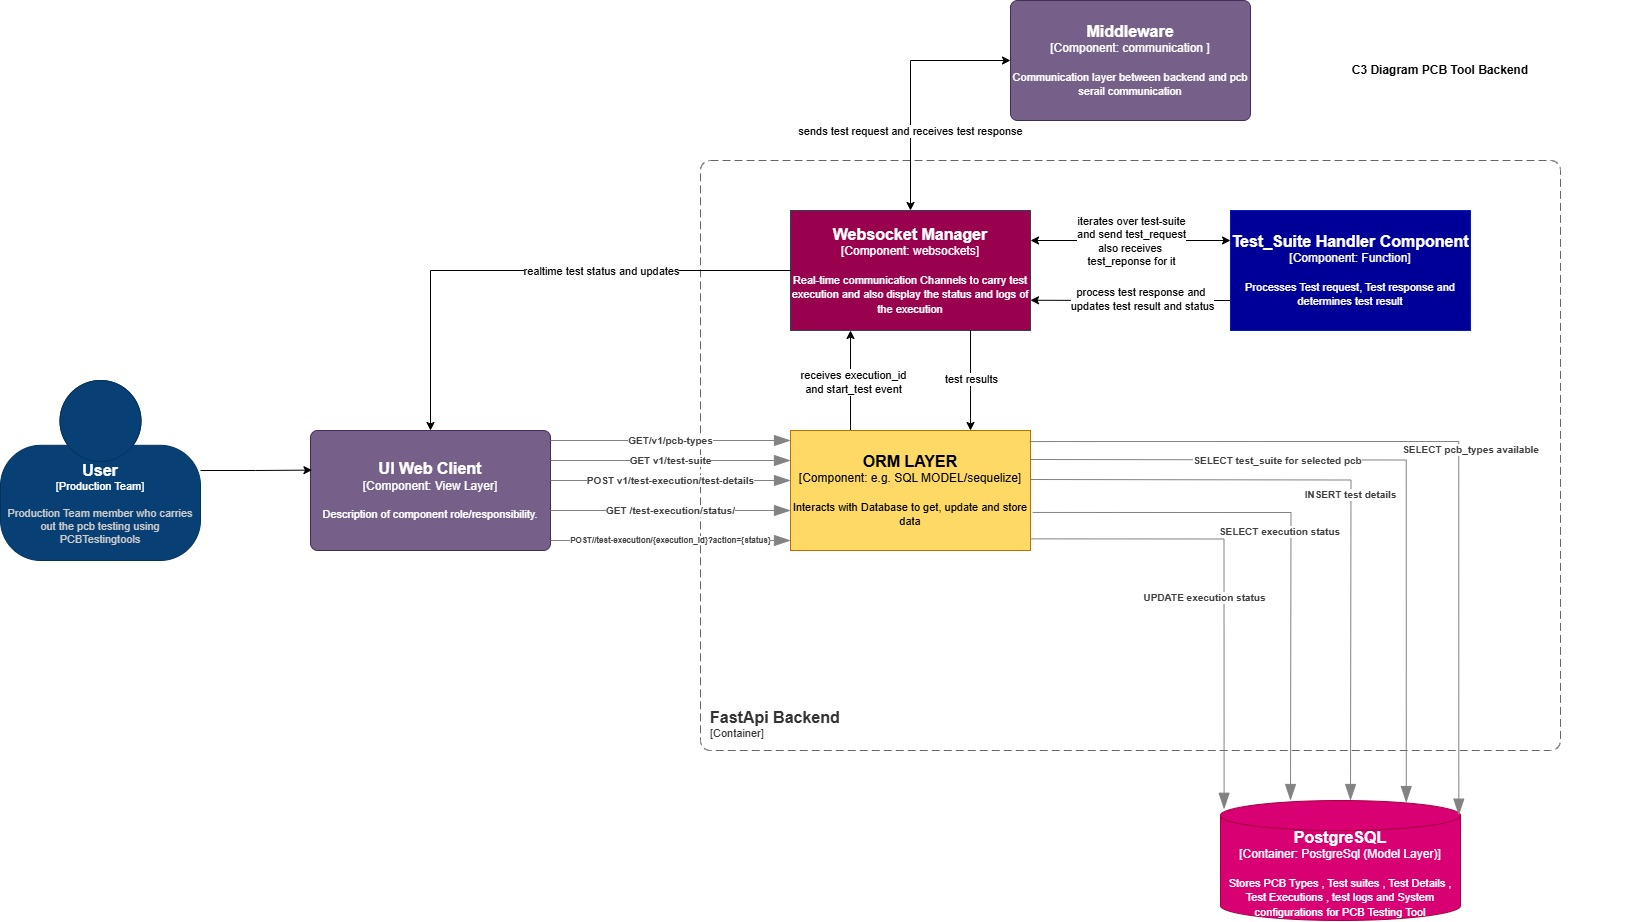 Middleware
[Component: communication ]
Communication layer between backend and pcb
serail communication
C3 Diagram PCB Tool Backend
sends test request and receives test response
Websocket Manager
[Component: websockets]
Real-time communication Channels to carry test
execution and also display the status and logs of
the execution
iterates over test-suite
and send test_request
also receives
test_reponse for it
process test response and
updates test result and status
Test_Suite Handler Component
[Component: Function]
Processes Test request, Test response and
determines test result
realtime test status and updates
receives execution_id
and start_test event
test results
User
[Production Team]
Production Team member who carries
out the pcb testing using
PCBTestingtools
UI Web Client
[Component: View Layer]
Description of component role/responsibility.
GET/v1/pcb-types
GET v1/test-suite
POST v1/test-execution/test-details
GET /test-execution/status/
POST//test-execution/{execution_id}?action={status}
ORM LAYER
[Component: e.g. SQL MODEL/sequelize]
Interacts with Database to get, update and store
data
SELECT pcb_types available
SELECT test_suite for selected pcb
INSERT test details
SELECT execution status
UPDATE execution status
FastApi Backend
[Container]
PostgreSQL
[Container: PostgreSql (Model Layer)]
Stores PCB Types , Test suites , Test Details ,
Test Executions , test logs and System
configurations for PCB Testing Tool